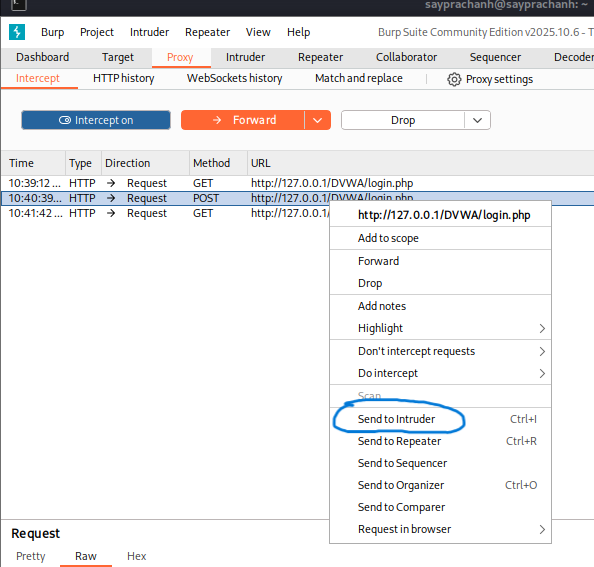 sayprachanh@sayprachanh: ~
Burp Project Intruder Repeater View Help Burp Suite Community Edition v2025.10.6 - T
Dashboard Target Proxy Intruder Repeater Collaborator Sequencer Decoder
Intercept HTTP history WebSockets history Match and replace Proxy settings
Intercept on Forward Drop
Time Type Direction Method URL
10:39:12 ... HTTP → Request GET http://127.0.0.1/DVWA/login.php
10:40:39... HTTP → Request POST http://127.0.0.1/DVWA/login.php
10:41:42 ... HTTP → Request GET http://127.0.0.1/
http://127.0.0.1/DVWA/login.php
Add to scope
Forward
Drop
Add notes
Highlight
Don't intercept requests
Do intercept
Scan
Send to Intruder Ctrl+I
Send to Repeater Ctrl+R
Send to Sequencer
Send to Organizer Ctrl+O
Send to Comparer
Request in browser
Request
Pretty Raw Hex